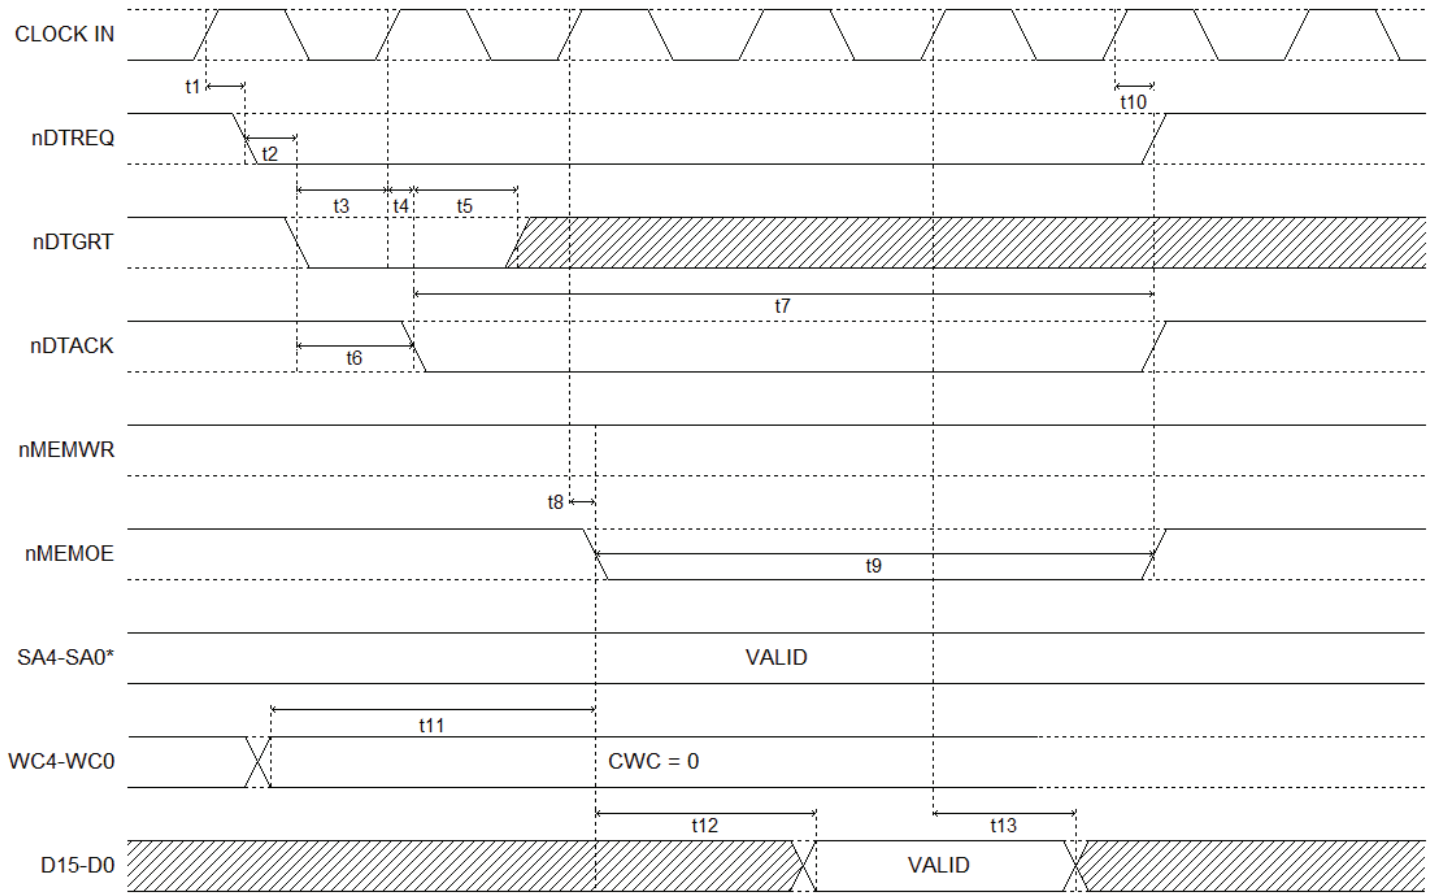 CLOCK IN
t1
t10
nDTREQ
t2
t3 t4 t5
nDTGRT
t7
nDTACK
t6
nMEMWR
t8
nMEMOE
t9
SA4-SA0* VALID
t11
WC4-WC0 CWC = 0
t12 t13
D15-D0 VALID